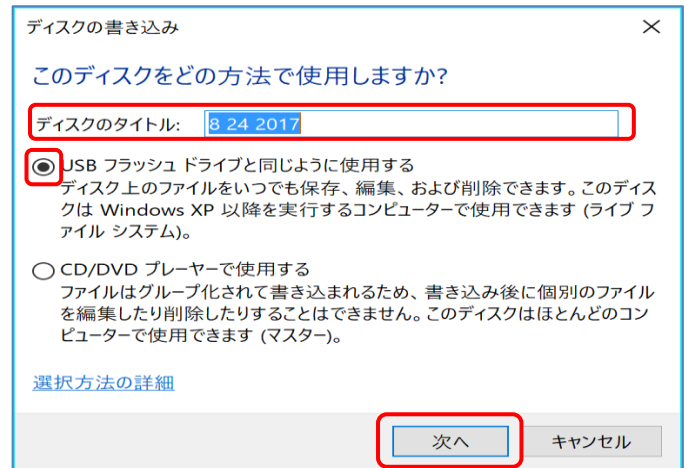 ディスクの書き込み
このディスクをどの方法で使用しますか?
ディスクのタイトル: 8 24 2017
USB フラッシュ ドライブと同じように使用する
ディスク上のファイルをいつでも保存、編集、および削除できます。このディス
クは Windows XP 以降を実行するコンピューターで使用できます (ライブ フ
ァイル システム)。
CD/DVD プレーヤーで使用する
ファイルはグループ化されて書き込まれるため、書き込み後に個別のファイル
を編集したり削除したりすることはできません。このディスクはほとんどのコン
ピューターで使用できます (マスター)。
選択方法の詳細
次へ キャンセル